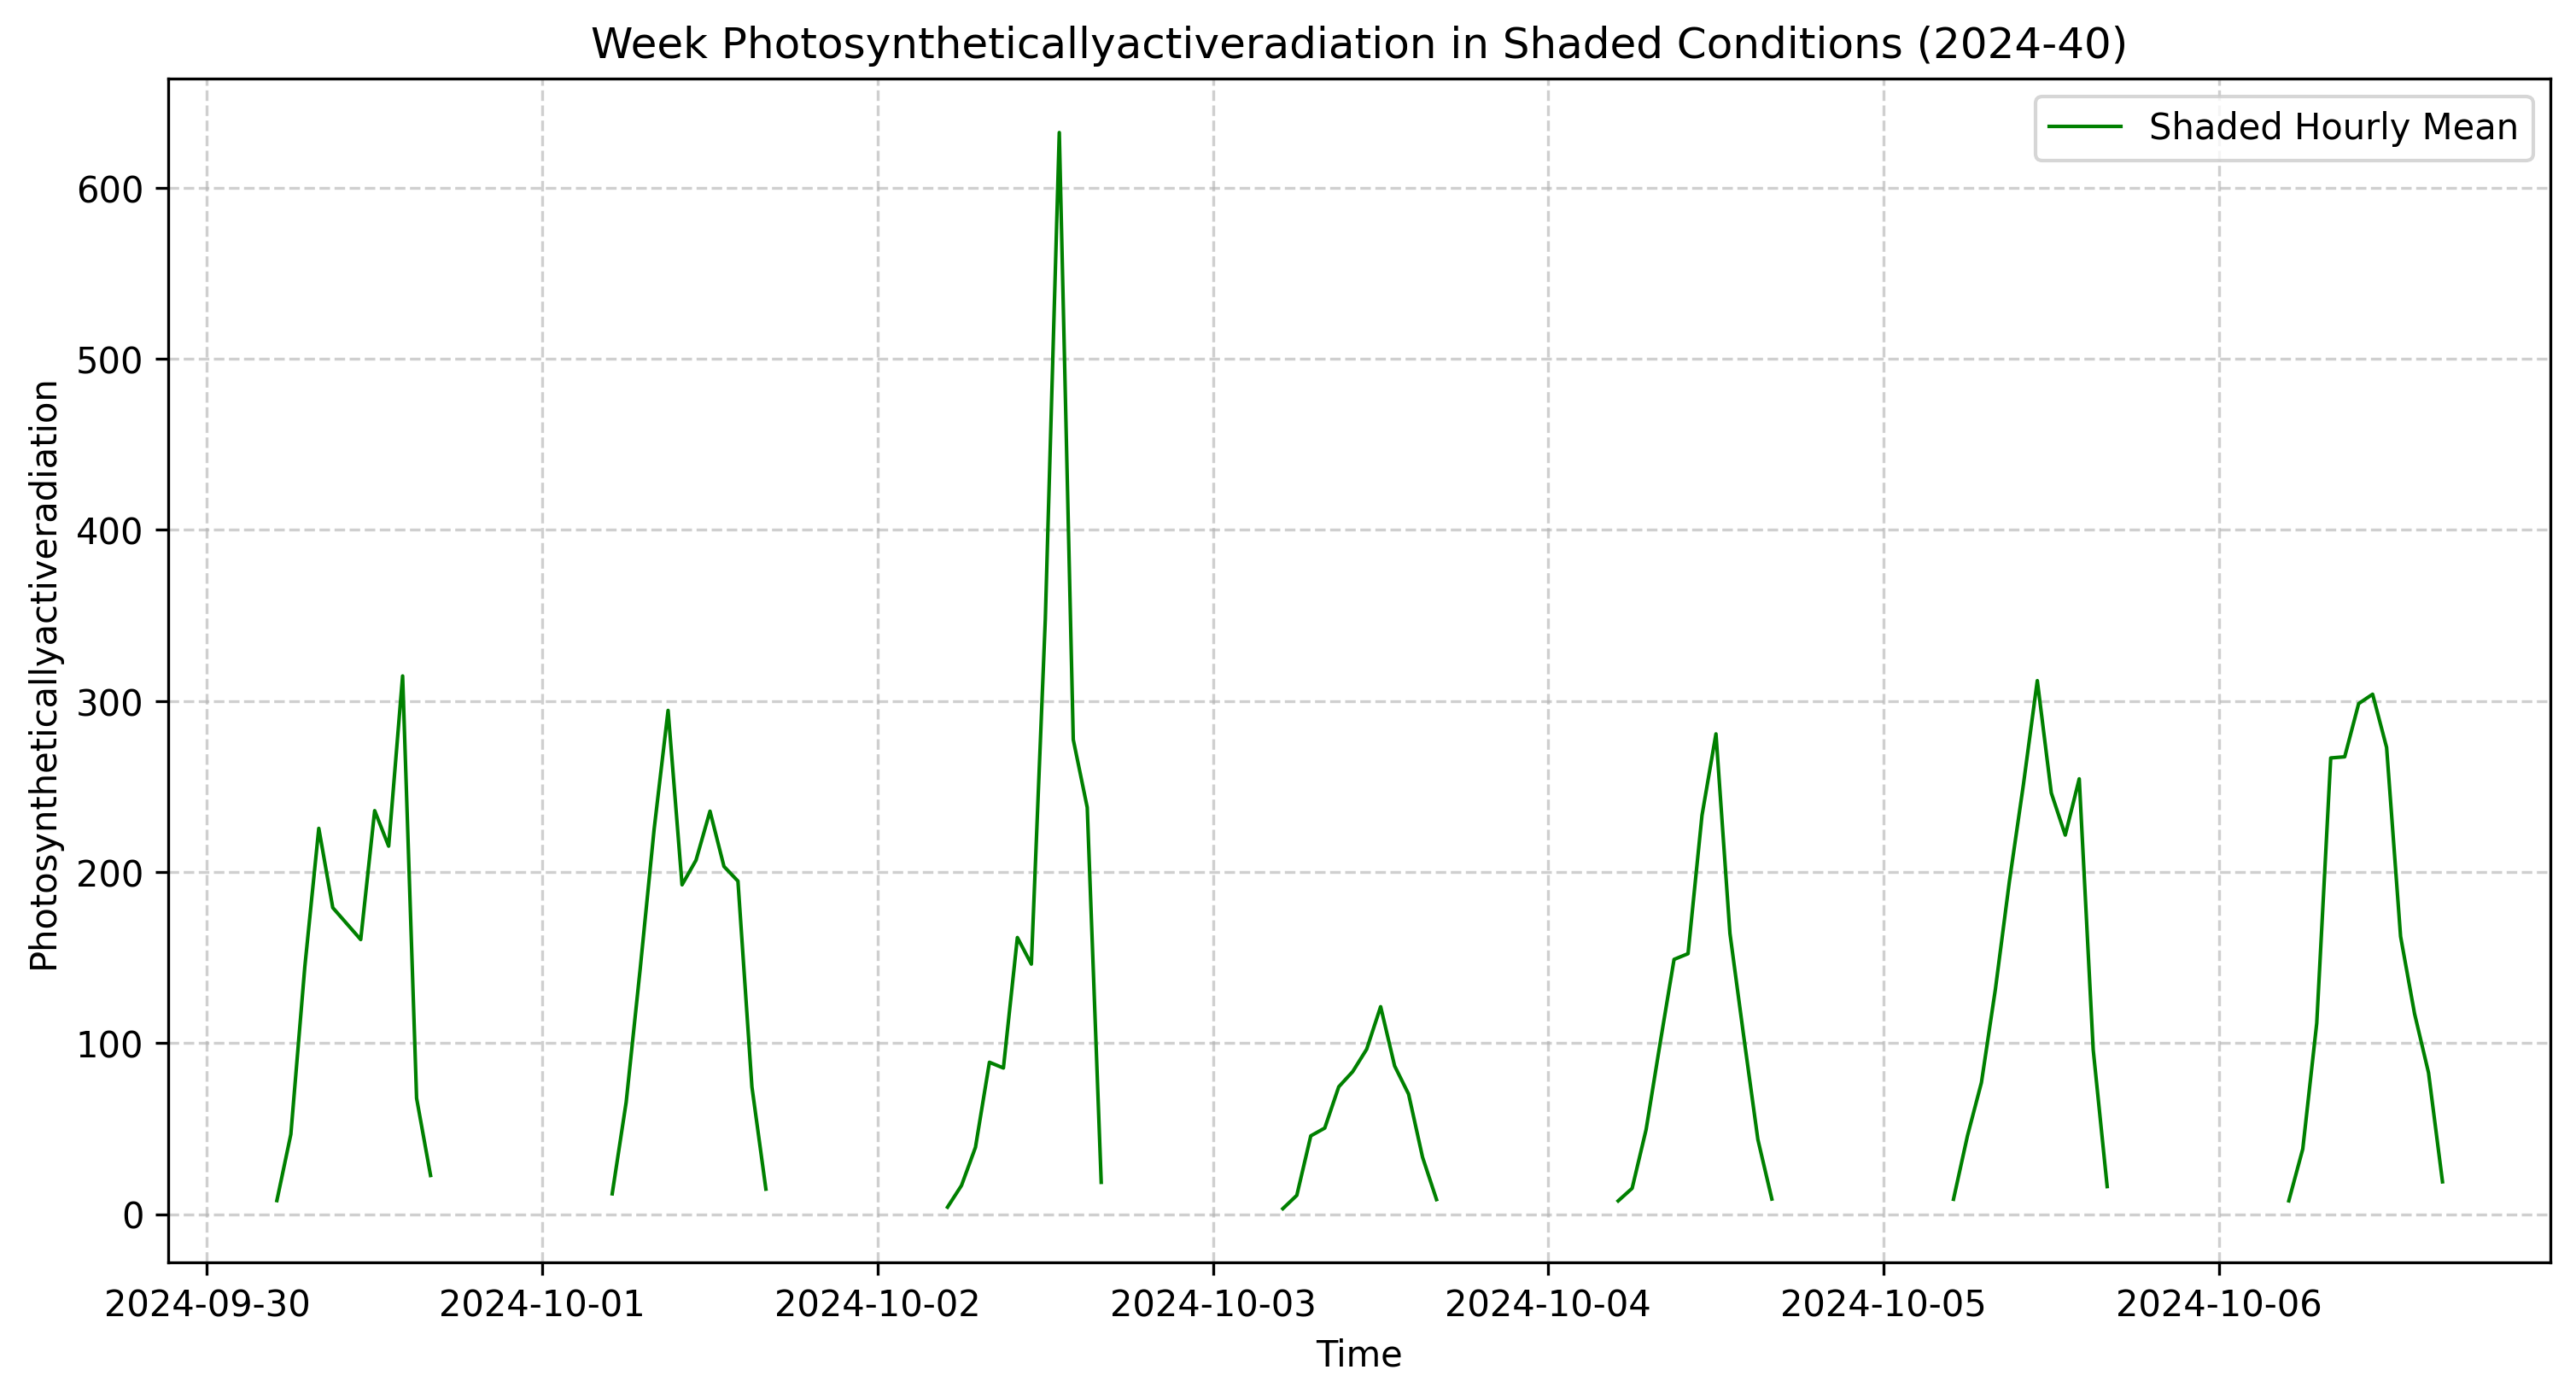 Week Photosyntheticallyactiveradiation in Shaded Conditions (2024-40)
Shaded Hourly Mean
Photosyntheticallyactiveradiation
600
500
400
300
200
100
0
2024-09-30 2024-10-01 2024-10-02 2024-10-03 2024-10-04 2024-10-05 2024-10-06
Time